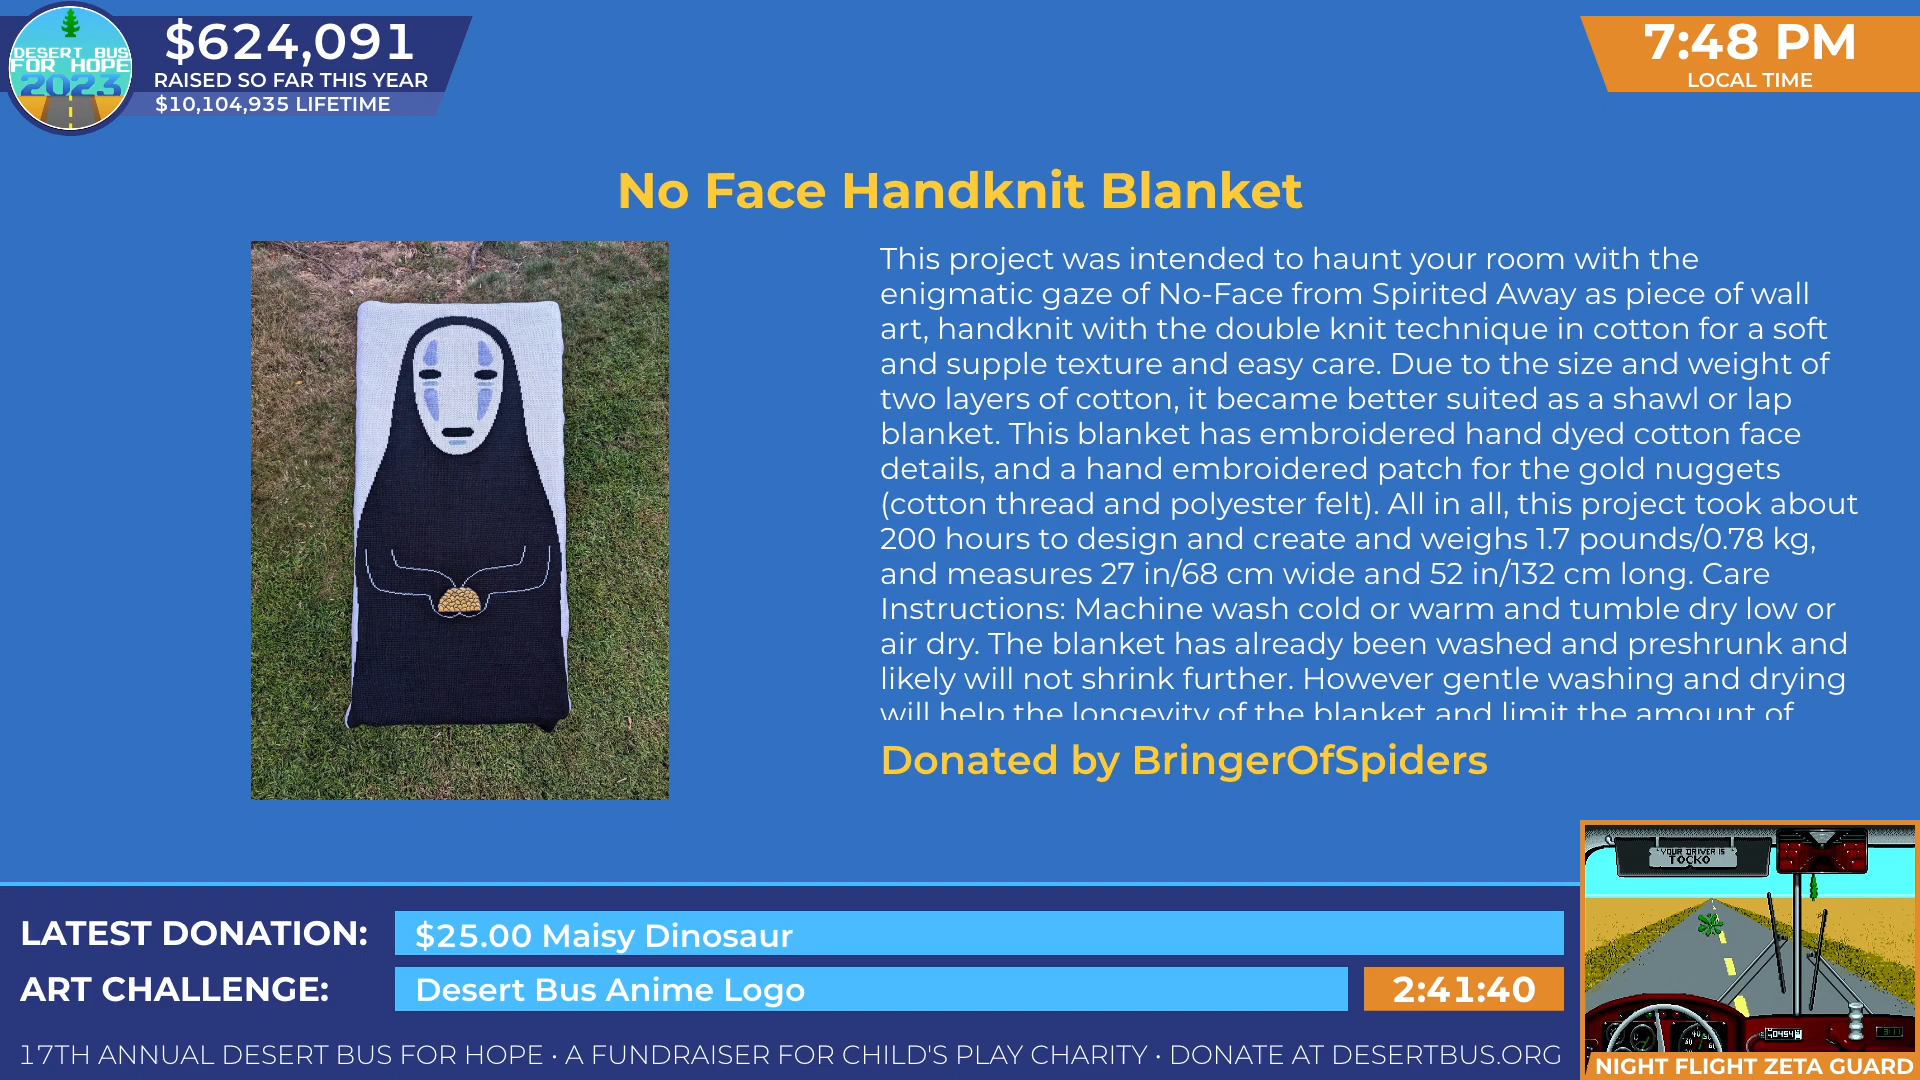 DESERT BUS
FOR HOPE
2023
$624,091
RAISED SO FAR THIS YEAR
$10,104,935 LIFETIME
7:48 PM
LOCAL TIME
No Face Handknit Blanket
This project was intended to haunt your room with the
enigmatic gaze of No-Face from Spirited Away as piece of wall
art, handknit with the double knit technique in cotton for a soft
and supple texture and easy care. Due to the size and weight of
two layers of cotton, it became better suited as a shawl or lap
blanket. This blanket has embroidered hand dyed cotton face
details, and a hand embroidered patch for the gold nuggets
(cotton thread and polyester felt). All in all, this project took about
200 hours to design and create and weighs 1.7 pounds/0.78 kg,
and measures 27 in/68 cm wide and 52 in/132 cm long. Care
Instructions: Machine wash cold or warm and tumble dry low or
air dry. The blanket has already been washed and preshrunk and
likely will not shrink further. However gentle washing and drying
will help the longevity of the blanket and limit the amount of
Donated by BringerOfSpiders
YOUR DRIVER IS
TOCKO
LATEST DONATION:
$25.00 Maisy Dinosaur
ART CHALLENGE:
Desert Bus Anime Logo
2:41:40
17TH ANNUAL DESERT BUS FOR HOPE · A FUNDRAISER FOR CHILD'S PLAY CHARITY · DONATE AT DESERTBUS.ORG
NIGHT FLIGHT ZETA GUARD